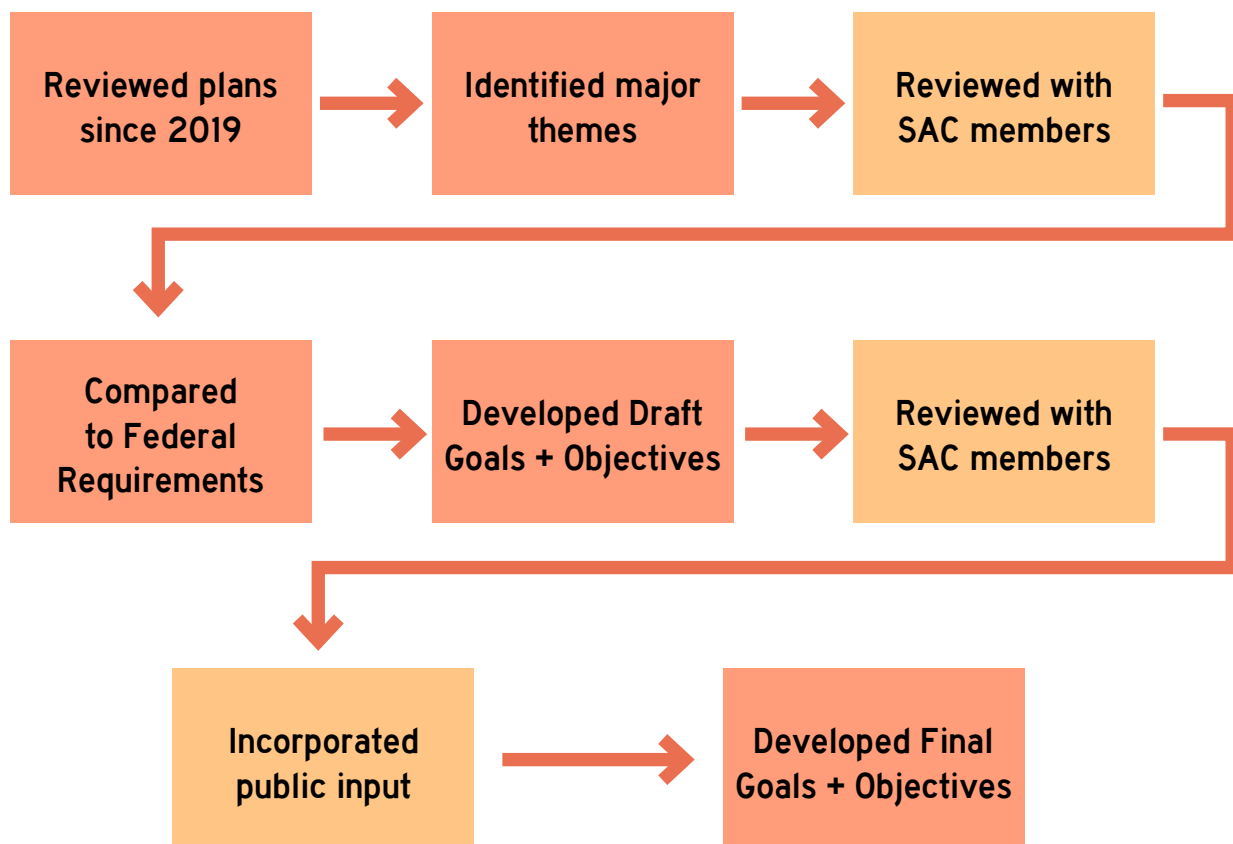 Reviewed plans
since 2019
Identified major
themes
Reviewed with
SAC members
Compared
to Federal
Requirements
Developed Draft
Goals + Objectives
Reviewed with
SAC members
Incorporated
public input
Developed Final
Goals + Objectives